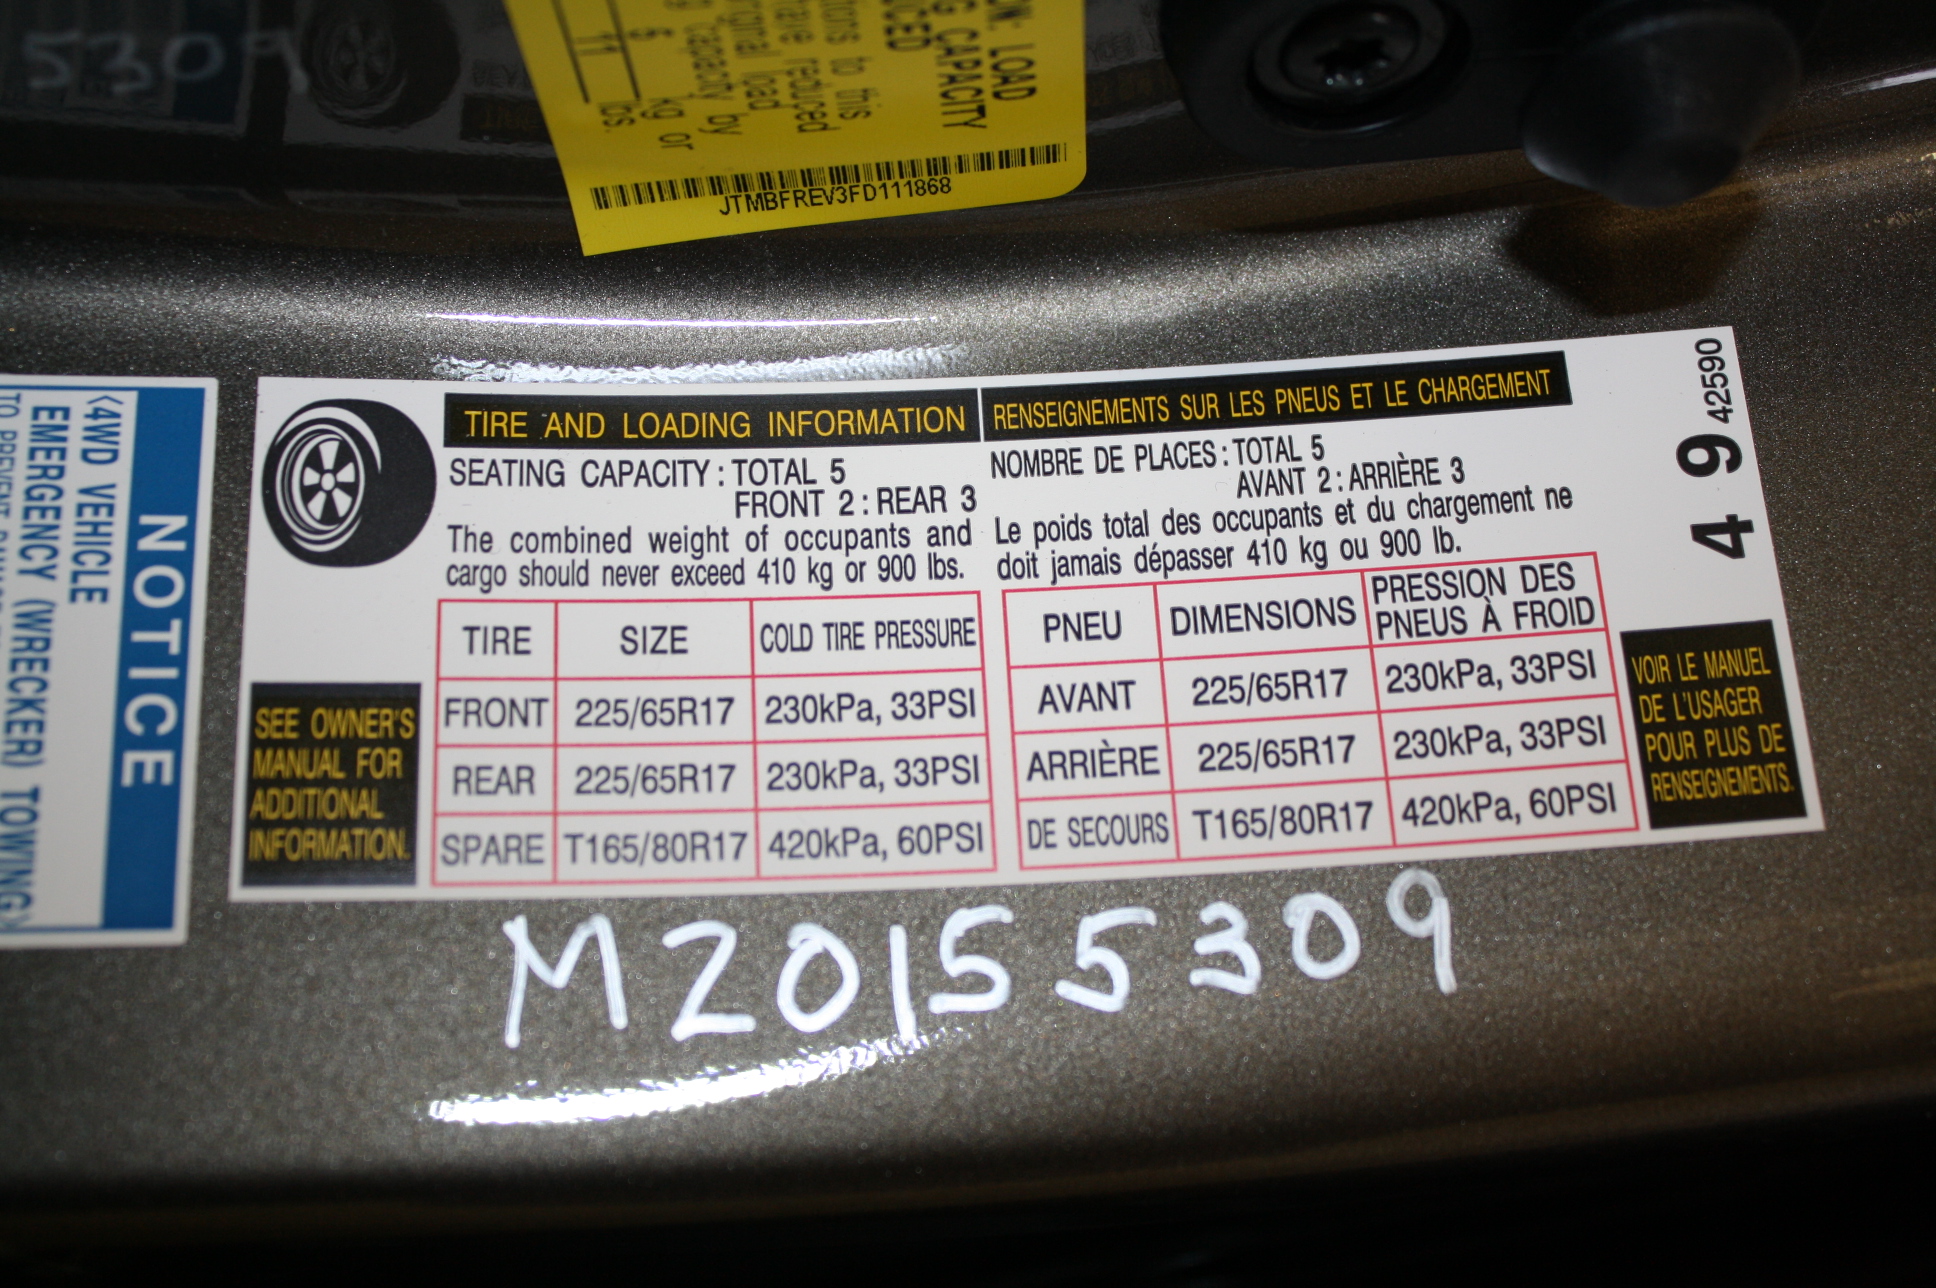 5309
N. LOAD
G CAPACITY
LED
tions to this
have reduced
original load
capacity by
6 kg or
11 lbs.
JTMBFREV3FD111868
NOTICE
<4WD VEHICLE
EMERGENCY (WRECKER) TOWING>
TO PREVENT
TIRE AND LOADING INFORMATION
SEATING CAPACITY : TOTAL 5
FRONT 2 : REAR 3
The combined weight of occupants and
cargo should never exceed 410 kg or 900 lbs.
TIRE SIZE COLD TIRE PRESSURE
FRONT 225/65R17 230kPa, 33PSI
REAR 225/65R17 230kPa, 33PSI
SPARE T165/80R17 420kPa, 60PSI
SEE OWNER'S
MANUAL FOR
ADDITIONAL
INFORMATION.
RENSEIGNEMENTS SUR LES PNEUS ET LE CHARGEMENT
NOMBRE DE PLACES : TOTAL 5
AVANT 2 : ARRIÈRE 3
Le poids total des occupants et du chargement ne
doit jamais dépasser 410 kg ou 900 lb.
PNEU DIMENSIONS PRESSION DES
PNEUS À FROID
AVANT 225/65R17 230kPa, 33PSI
ARRIÈRE 225/65R17 230kPa, 33PSI
DE SECOURS T165/80R17 420kPa, 60PSI
VOIR LE MANUEL
DE L'USAGER
POUR PLUS DE
RENSEIGNEMENTS.
4 9 42590
M20155309